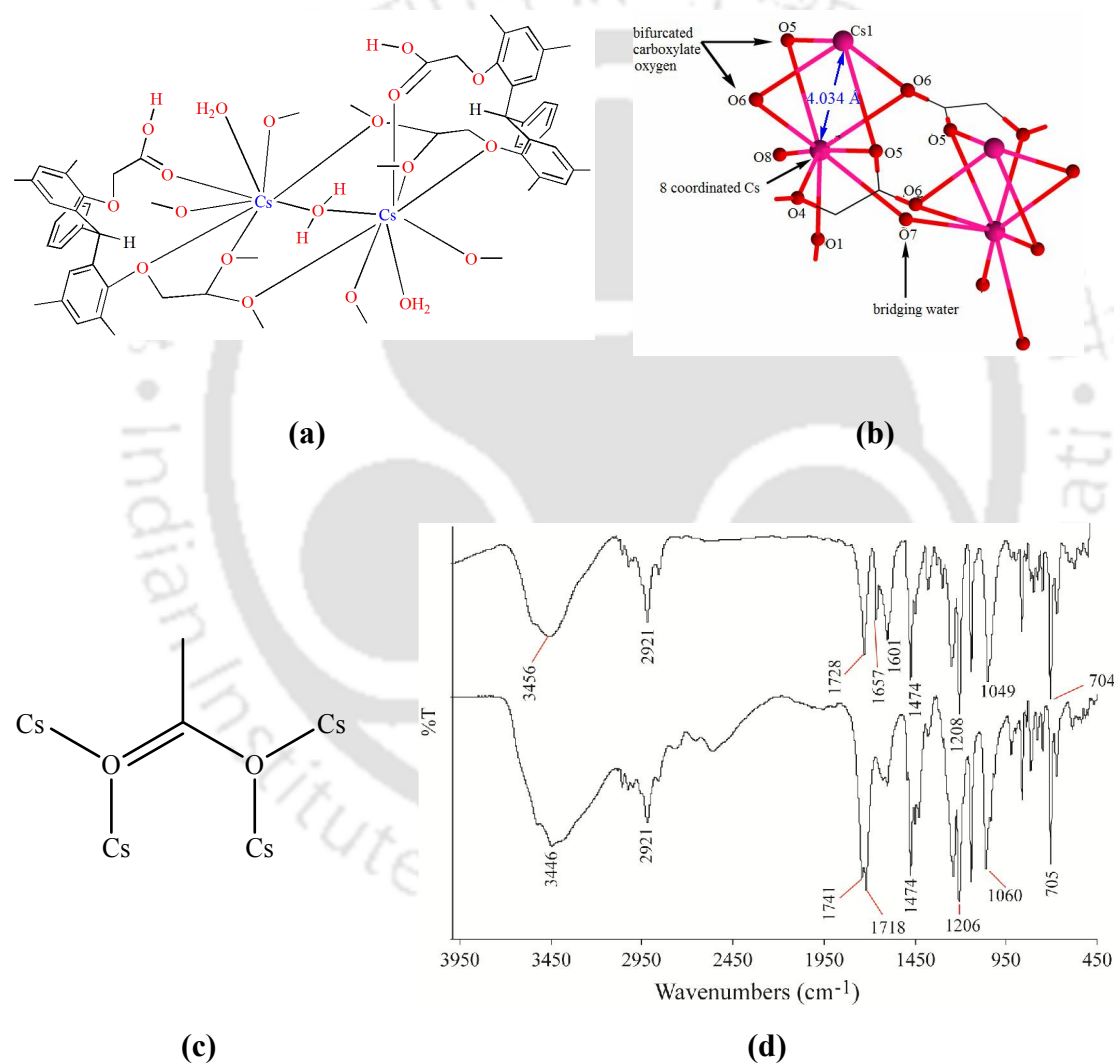 H
O
O
O
H
H₂O
O
O
Cs
O
H
H
O
H
O
O
O
H
O
O
O
O
H
O
Cs
O
O
OH₂
(a)
bifurcated
carboxylate
oxygen
O5
Cs1
O6
O6
4.034 Å
O5
O8
O5
8 coordinated Cs
O6
O4
O7
O1
bridging water
(b)
Indian Institute
ati
Cs
Cs
O
O
Cs
Cs
(c)
%T
3456
2921
1728
1657
1601
1474
1208
1049
704
3446
2921
1741
1718
1474
1206
1060
705
3950
3450
2950
2450
1950
1450
950
450
Wavenumbers (cm⁻¹)
(d)